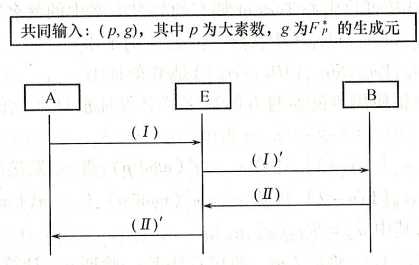 共同输入：(p, g)，其中 p 为大素数，g 为 F_p^* 的生成元
A E B
(Ⅰ)
(Ⅰ)′
(Ⅱ)
(Ⅱ)′